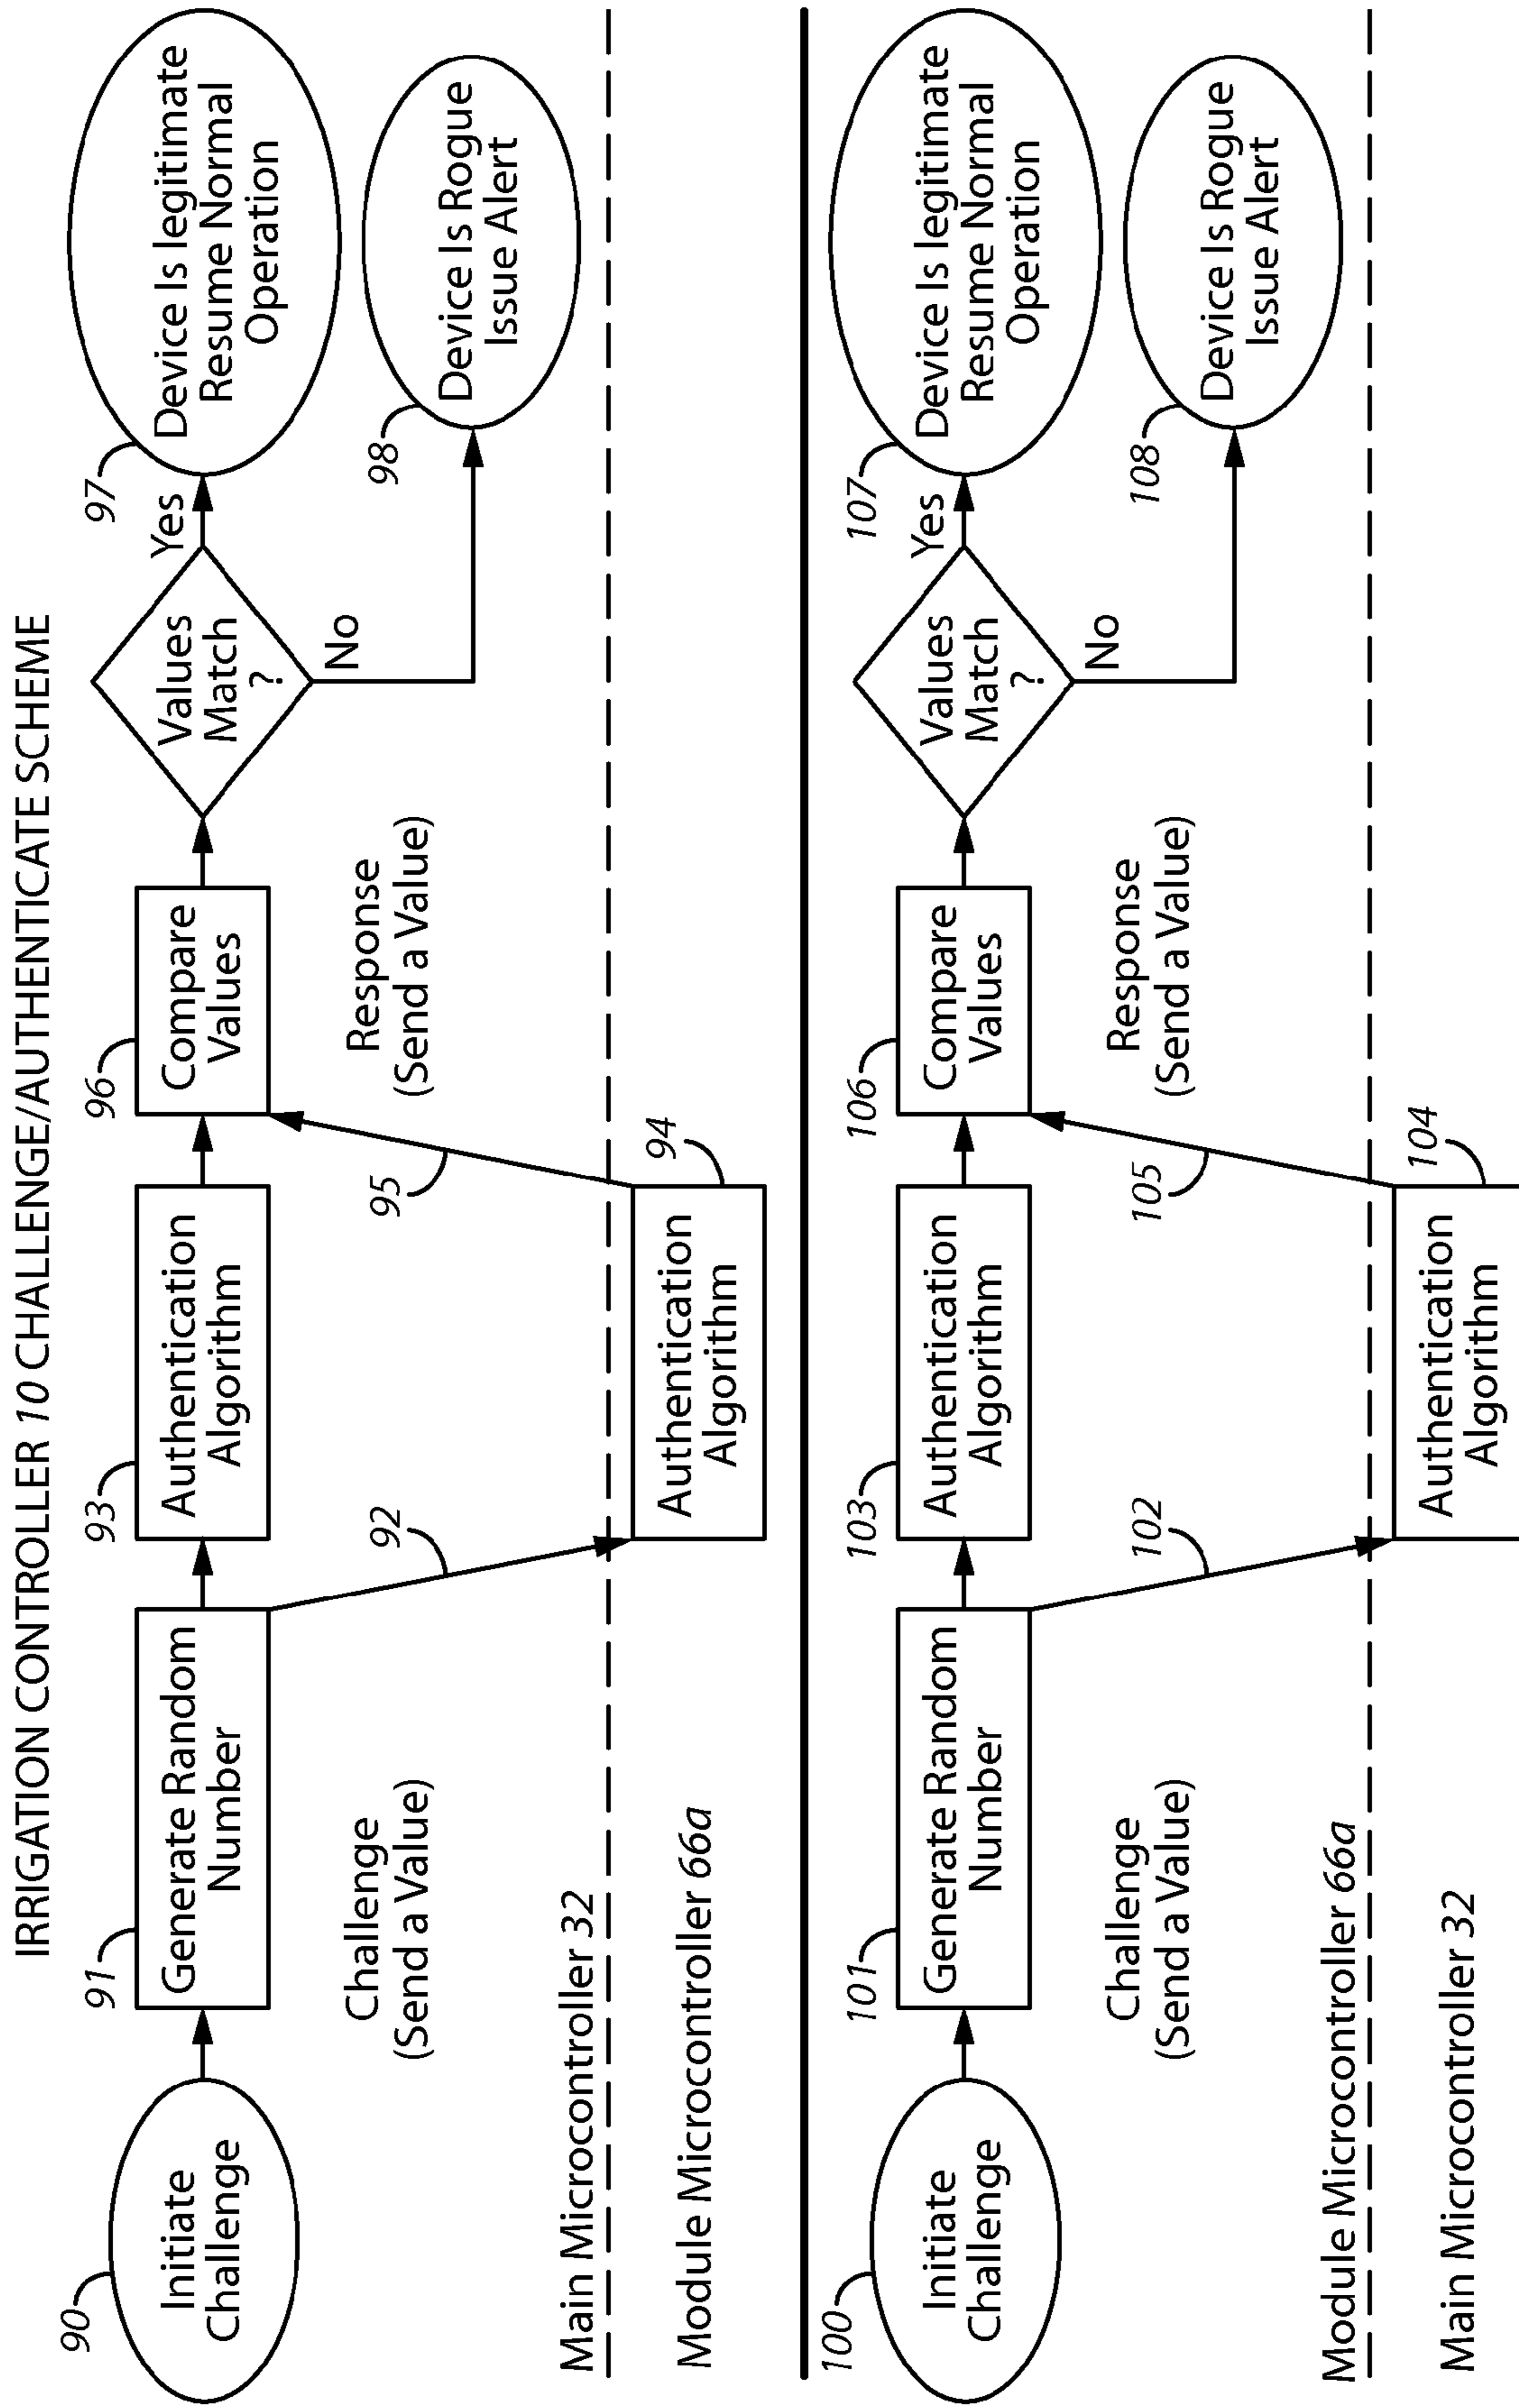 IRRIGATION CONTROLLER 10 CHALLENGE/AUTHENTICATE SCHEME
90
Initiate
Challenge
91
Generate Random
Number
93
Authentication
Algorithm
96
Compare
Values
Values
Match
?
Yes
No
97
Device Is legitimate
Resume Normal
Operation
98
Device Is Rogue
Issue Alert
Challenge
(Send a Value)
92
95
Response
(Send a Value)
Main Microcontroller 32
Module Microcontroller 66a
Authentication
Algorithm
94
100
Initiate
Challenge
101
Generate Random
Number
103
Authentication
Algorithm
106
Compare
Values
Values
Match
?
Yes
No
107
Device Is legitimate
Resume Normal
Operation
108
Device Is Rogue
Issue Alert
Challenge
(Send a Value)
102
105
Response
(Send a Value)
Module Microcontroller 66a
Main Microcontroller 32
Authentication
Algorithm
104